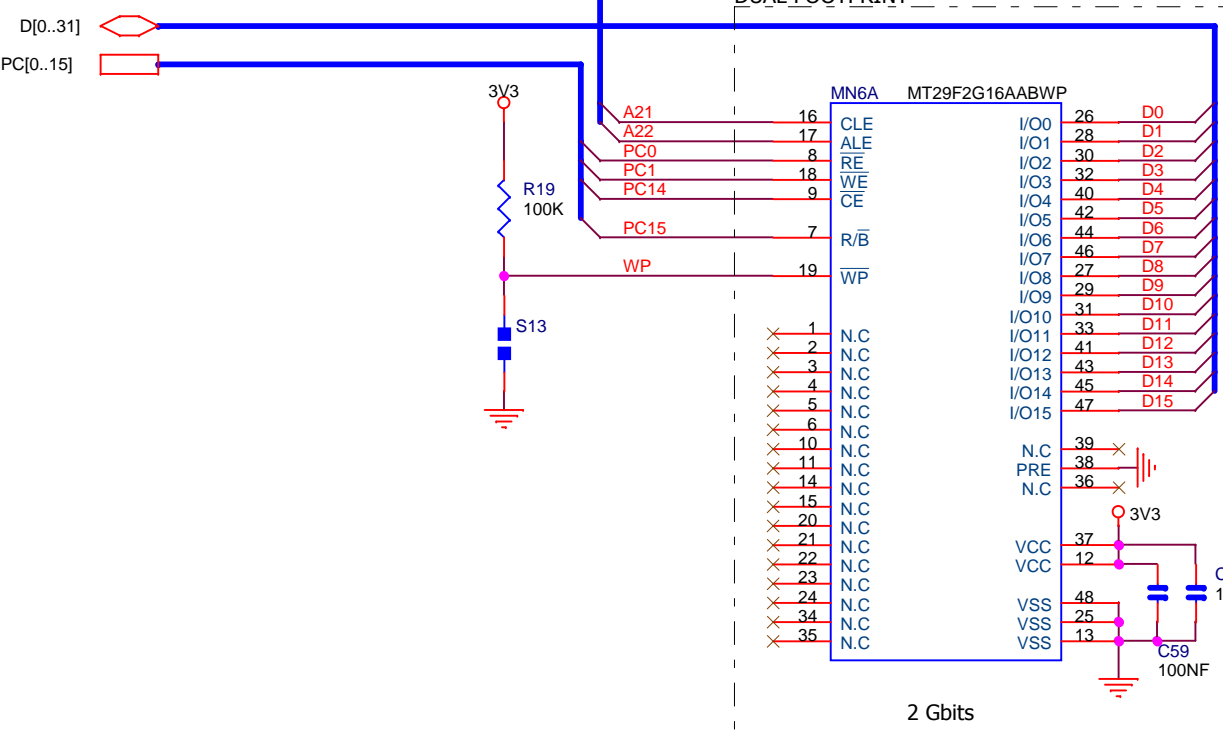 DUAL FOOTPRINT
D[0..31]
PC[0..15]
3V3
R19
100K
S13
MN6A MT29F2G16AABWP
A21 16 CLE I/O0 26 D0
A22 17 ALE I/O1 28 D1
PC0 8 RE I/O2 30 D2
PC1 18 WE I/O3 32 D3
PC14 9 CE I/O4 40 D4
I/O5 42 D5
PC15 7 R/B I/O6 44 D6
I/O7 46 D7
WP 19 WP I/O8 27 D8
I/O9 29 D9
I/O10 31 D10
1 N.C I/O11 33 D11
2 N.C I/O12 41 D12
3 N.C I/O13 43 D13
4 N.C I/O14 45 D14
5 N.C I/O15 47 D15
6 N.C
10 N.C N.C 39
11 N.C PRE 38
14 N.C N.C 36
15 N.C
3V3
20 N.C
21 N.C VCC 37
22 N.C VCC 12
23 N.C
24 N.C VSS 48
34 N.C VSS 25
35 N.C VSS 13
C59
100NF
2 Gbits